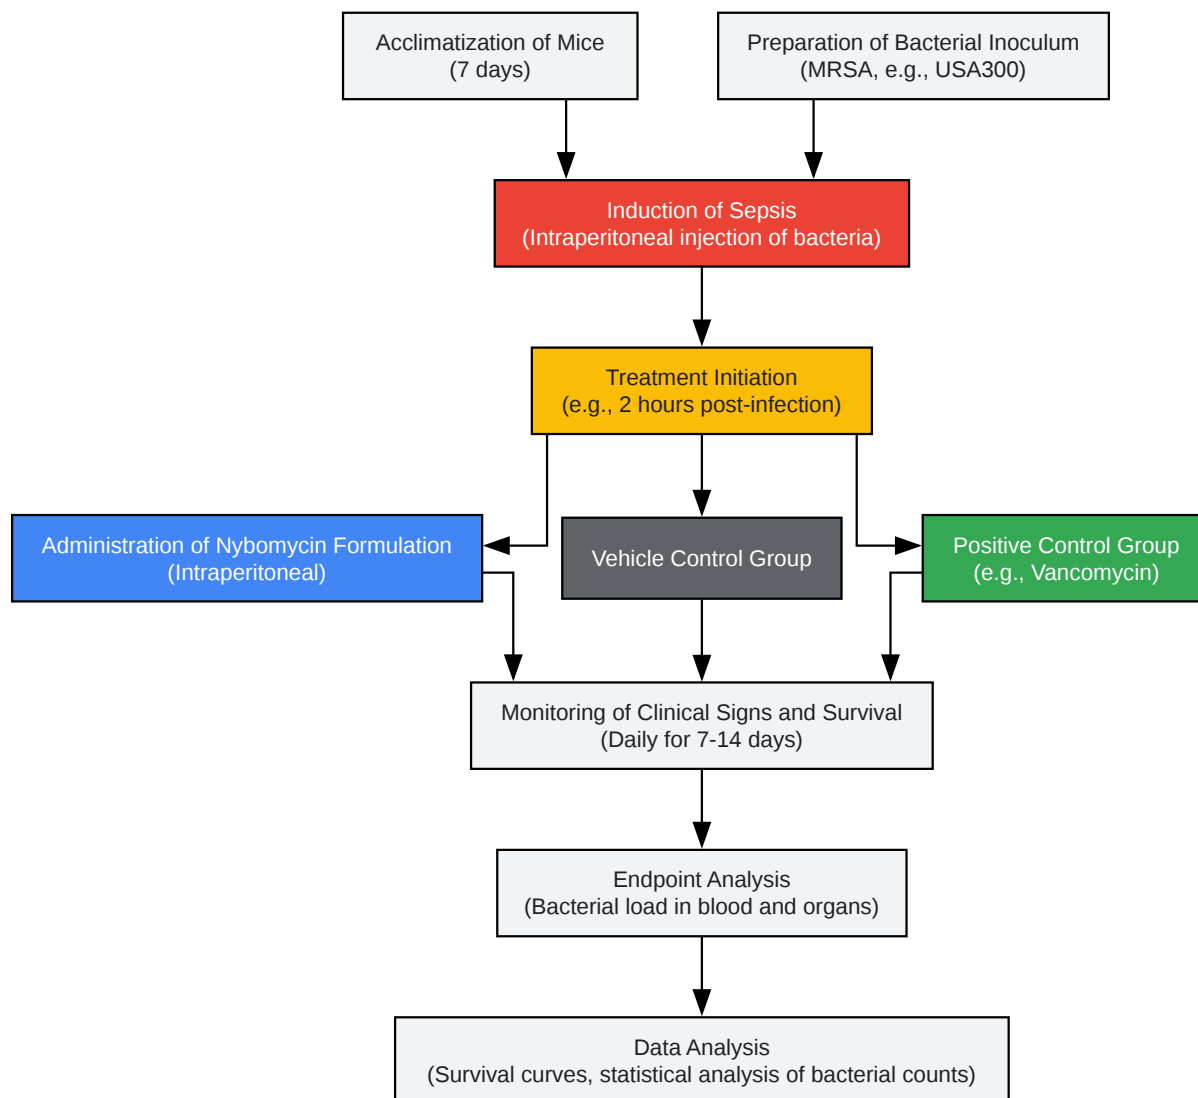 Acclimatization of Mice
(7 days)
Preparation of Bacterial Inoculum
(MRSA, e.g., USA300)
Induction of Sepsis
(Intraperitoneal injection of bacteria)
Treatment Initiation
(e.g., 2 hours post-infection)
Administration of Nybomycin Formulation
(Intraperitoneal)
Vehicle Control Group
Positive Control Group
(e.g., Vancomycin)
Monitoring of Clinical Signs and Survival
(Daily for 7-14 days)
Endpoint Analysis
(Bacterial load in blood and organs)
Data Analysis
(Survival curves, statistical analysis of bacterial counts)